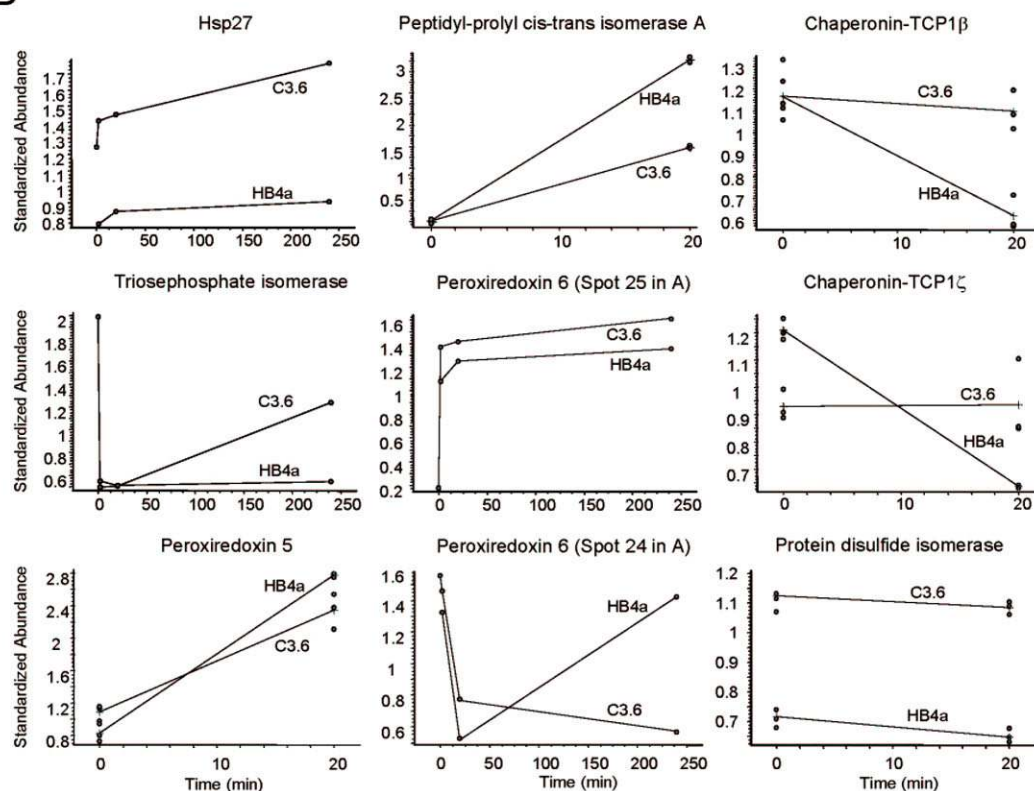 Hsp27
Peptidyl-prolyl cis-trans isomerase A
Chaperonin-TCP1β
Standardized Abundance
1.7
1.6
1.5
1.4
1.3
1.2
1
1
0.9
0.8
C3.6
HB4a
0 50 100 150 200 250
3
2.5
2
1.5
1
0.5
HB4a
C3.6
0 20
1.3
1.2
1.1
1
0.9
0.8
0.7
0.6
C3.6
HB4a
0 10 20
Triosephosphate isomerase
Peroxiredoxin 6 (Spot 25 in A)
Chaperonin-TCP1ζ
Standardized Abundance
2
1.8
1.6
1.4
1.2
1
0.8
0.6
C3.6
HB4a
0 50 100 150 200 250
1.6
1.4
1.2
1
0.8
0.6
0.4
0.2
C3.6
HB4a
0 50 100 150 200 250
1.2
1.1
1
0.9
0.8
0.7
C3.6
HB4a
0 10 20
Peroxiredoxin 5
Peroxiredoxin 6 (Spot 24 in A)
Protein disulfide isomerase
Standardized Abundance
2.8
2.4
2
1.6
1.2
0.8
HB4a
C3.6
0 20
Time (min)
1.6
1.4
1.2
1
0.8
0.6
HB4a
C3.6
0 50 100 150 200 250
Time (min)
1.2
1.1
1
0.9
0.8
0.7
C3.6
HB4a
0 10 20
Time (min)